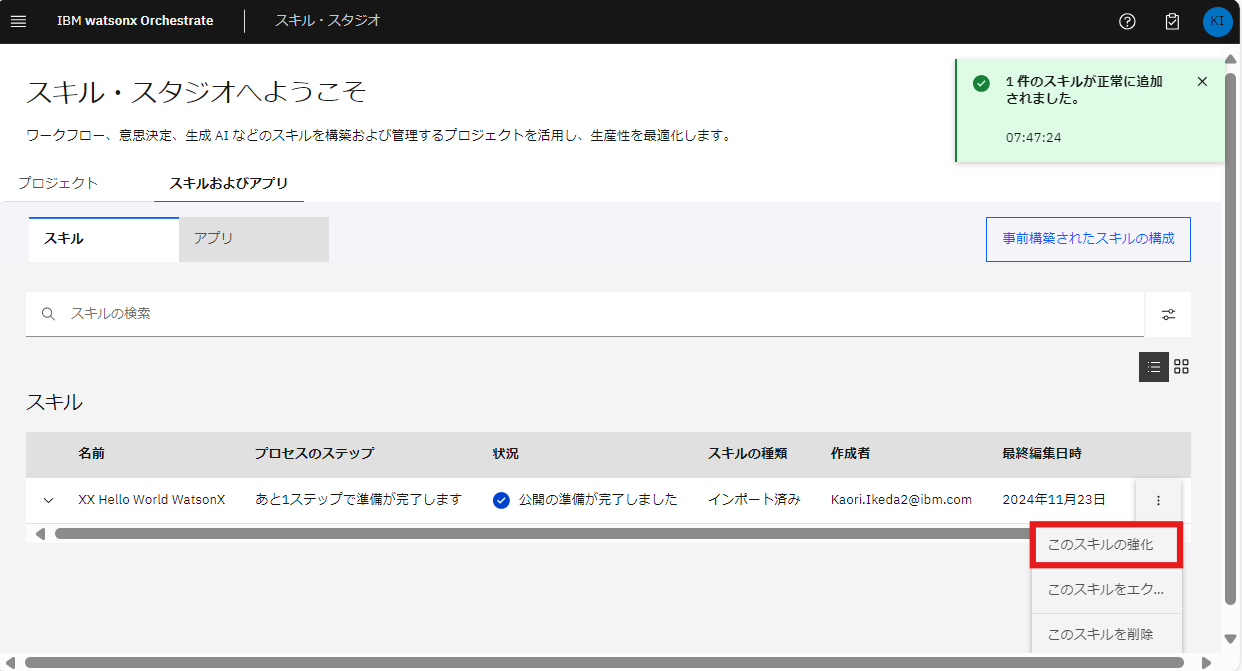 IBM watsonx Orchestrate
スキル・スタジオ
KI
スキル・スタジオへようこそ
1 件のスキルが正常に追加
されました。
07:47:24
ワークフロー、意思決定、生成 AI などのスキルを構築および管理するプロジェクトを活用し、生産性を最適化します。
プロジェクト
スキルおよびアプリ
スキル
アプリ
事前構築されたスキルの構成
スキルの検索
スキル
名前 プロセスのステップ 状況 スキルの種類 作成者 最終編集日時
XX Hello World WatsonX あと1ステップで準備が完了します 公開の準備が完了しました インポート済み Kaori.Ikeda2@ibm.com 2024年11月23日
このスキルの強化
このスキルをエク...
このスキルを削除